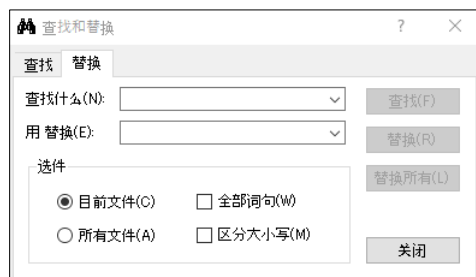 查找和替换
查找 替换
查找什么(N):
查找(F)
用 替换(E):
替换(R)
替换所有(L)
选件
目前文件(C) 全部词句(W)
所有文件(A) 区分大小写(M)
关闭